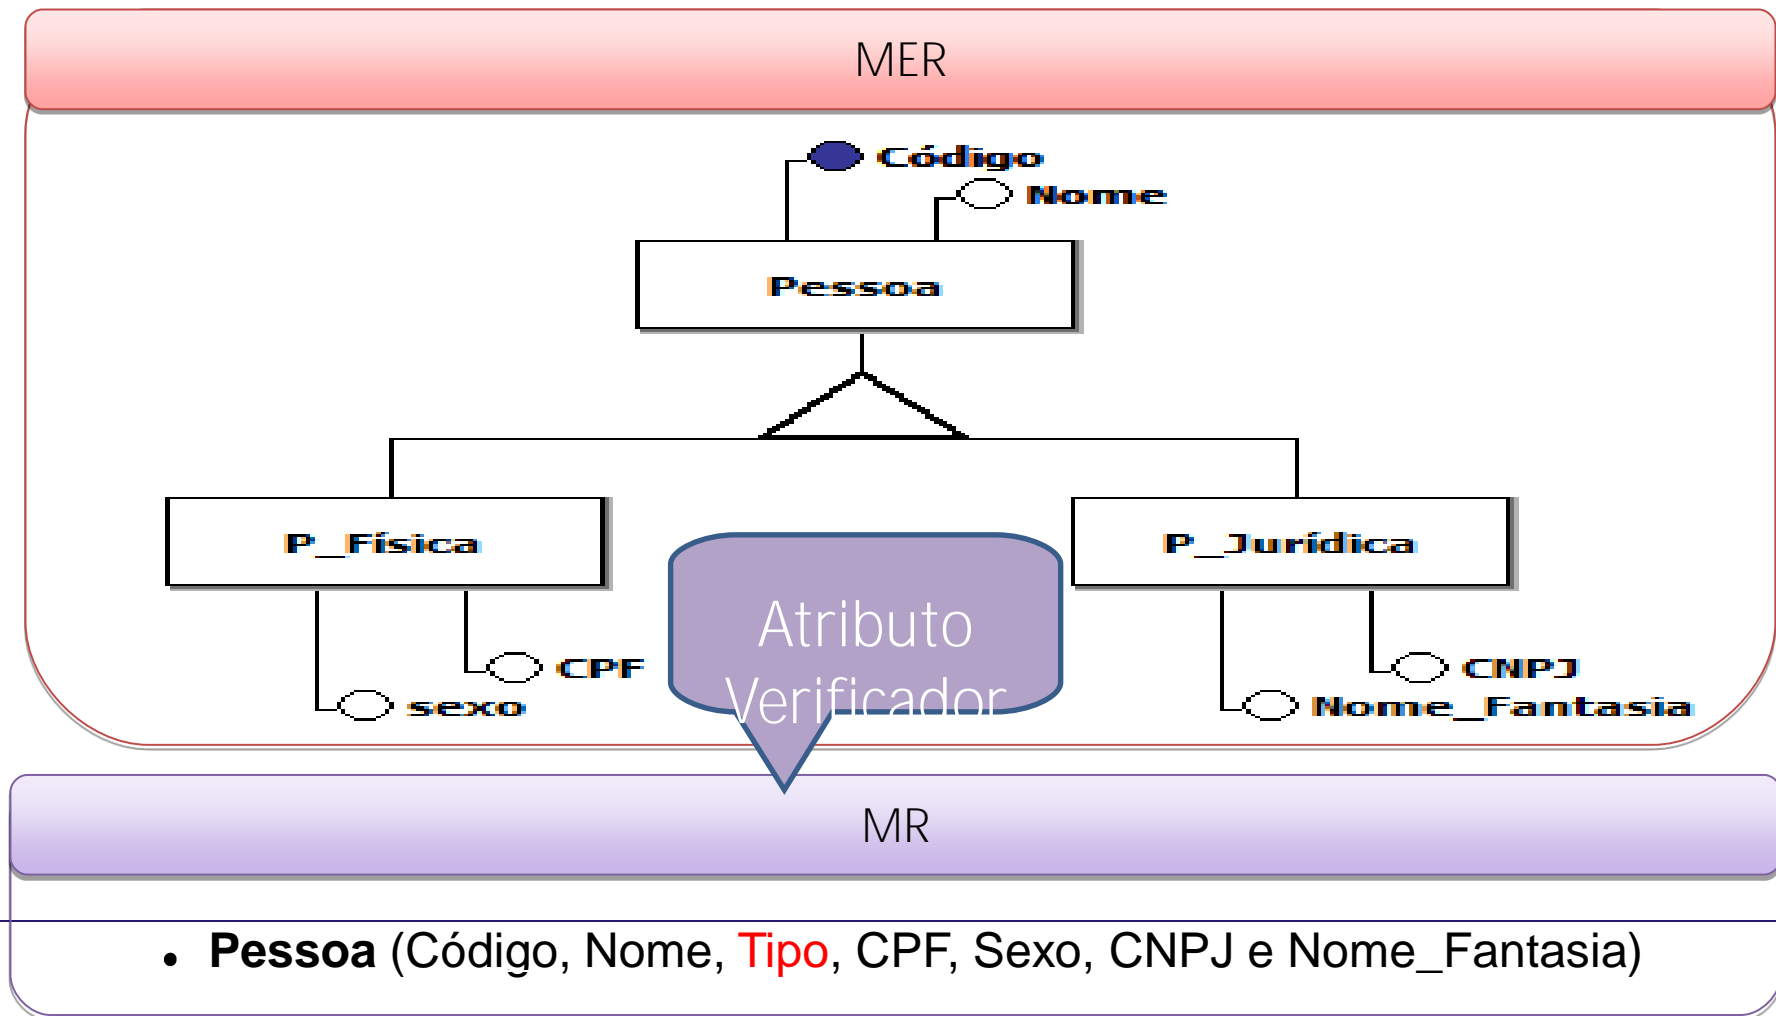 MER
Código
Nome
Pessoa
P_Física
P_Jurídica
Atributo
Verificador
CPF
sexo
CNPJ
Nome_Fantasia
MR
• Pessoa (Código, Nome, Tipo, CPF, Sexo, CNPJ e Nome_Fantasia)